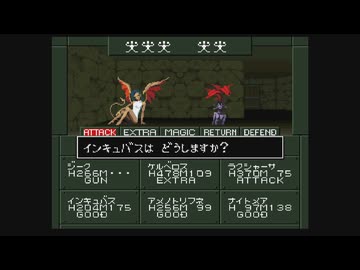 ATTACK EXTRA MAGIC RETURN DEFEND
インキュバスは どうしますか?
ジーク ケルベロス ラクシャーサ
H266M・・・ H478M109 H370M 75
GUN EXTRA ATTACK
インキュバス アメノトリフネ ナイトメア
H204M175 H256M 99 H 97M138
GOOD GOOD GOOD